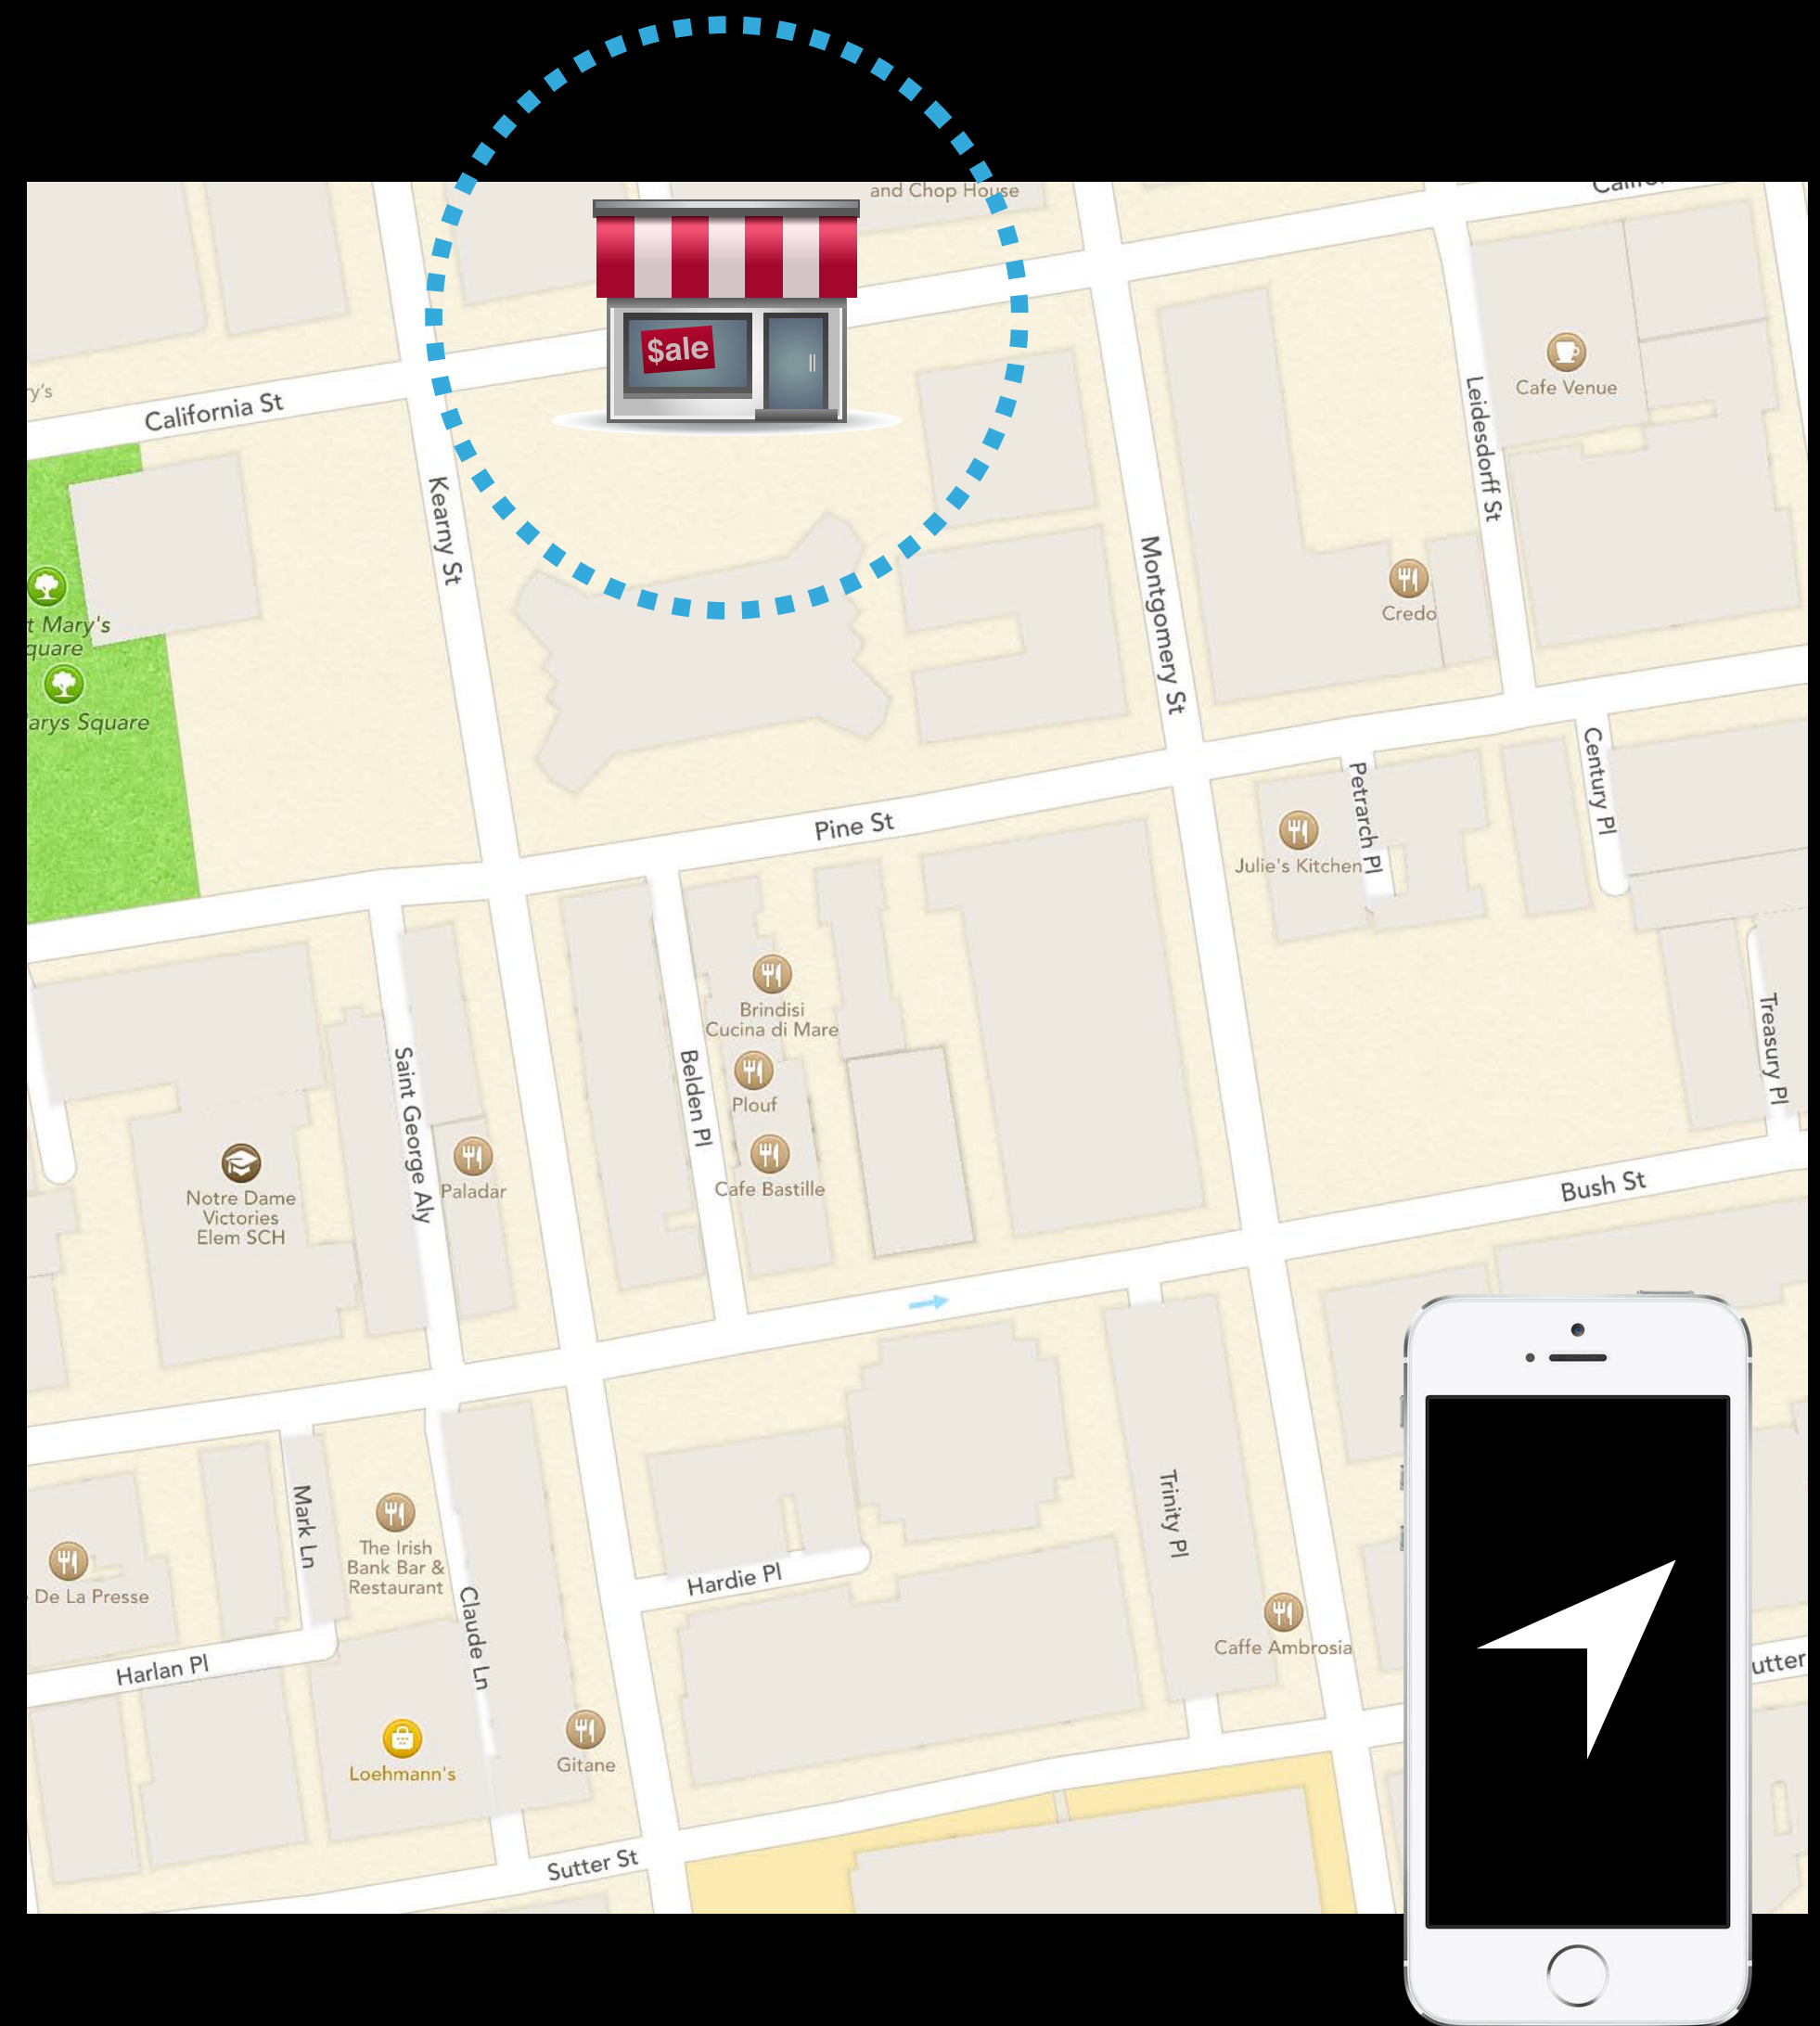 and Chop House
$ale
y's
California St
Cafe Venue
Leidesdorff St
Kearny St
Montgomery St
Credo
t Mary's
quare
arys Square
Pine St
Century Pl
Petrarch Pl
Julie's Kitchen
Brindisi
Cucina di Mare
Treasury Pl
Saint George Aly
Belden Pl
Plouf
Paladar
Cafe Bastille
Notre Dame
Victories
Elem SCH
Bush St
Mark Ln
Trinity Pl
The Irish
Bank Bar &
Restaurant
Hardie Pl
De La Presse
Claude Ln
Caffe Ambrosia
Harlan Pl
utter
Gitane
Loehmann's
Sutter St